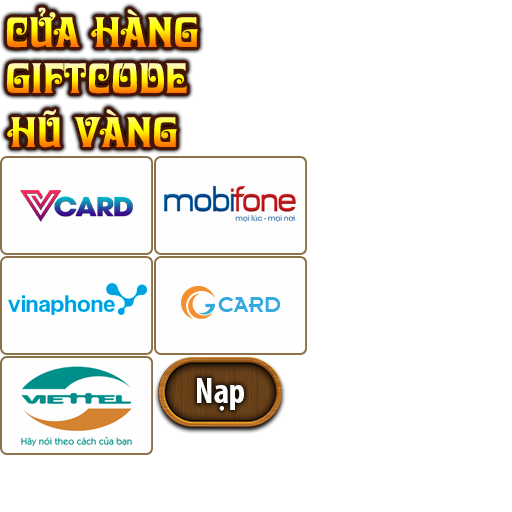 CỬA HÀNG
GIFTCODE
HŨ VÀNG
VCARD
mobifone
mọi lúc - mọi nơi
vinaphone
GCARD
VIETTEL
Hãy nói theo cách của bạn
Nạp